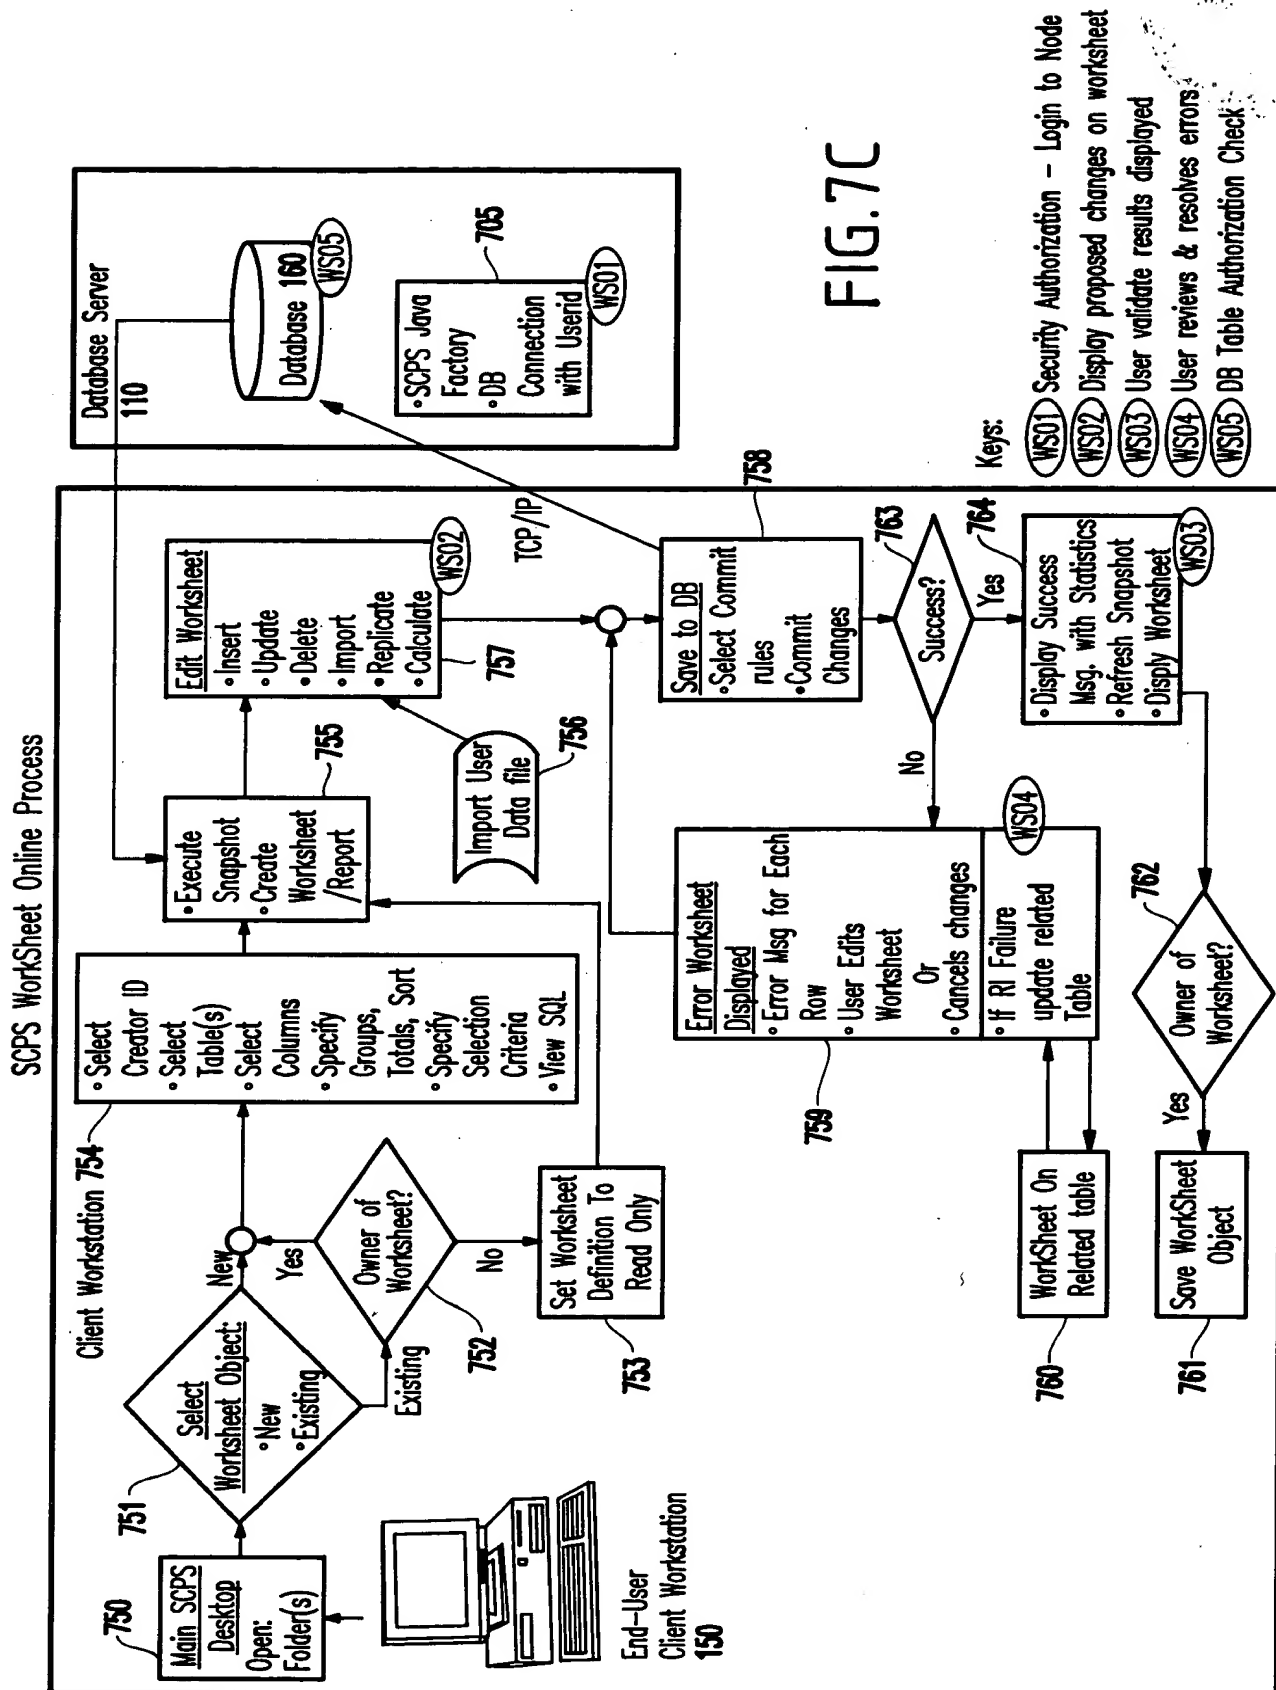 SCPS WorkSheet Online Process
Client Workstation 754
Database Server
110
750
Main SCPS
Desktop
Open:
Folder(s)
End-User
Client Workstation
150
751
Select
Worksheet Object:
• New
• Existing
New
Existing
Yes
Owner of
Worksheet?
752
No
Set Worksheet
Definition To
Read Only
753
• Select
Creator ID
• Select
Table(s)
• Select
Columns
• Specify
Groups,
Totals, Sort
• Specify
Selection
Criteria
• View SQL
• Execute
Snapshot
• Create
Worksheet
/Report
755
Import User
Data file
756
Edit Worksheet
• Insert
• Update
• Delete
• Import
• Replicate
• Calculate
WS02
757
TCP/IP
Database 160
WS05
• SCPS Java
Factory
• DB
Connection
with Userid
WS01
705
Save to DB
• Select Commit
rules
• Commit
Changes
758
Success?
763
No
Yes
764
• Display Success
Msg. with Statistics
• Refresh Snapshot
• Disply Worksheet
WS03
Error Worksheet
Displayed
• Error Msg for Each
Row
• User Edits
Worksheet
Or
• Cancels changes
• If RI Failure
update related
Table
WS04
759
WorkSheet On
Related table
760
762
Owner of
Worksheet?
Yes
Save WorkSheet
Object
761
FIG.7C
Keys:
WS01 Security Authorization - Login to Node
WS02 Display proposed changes on worksheet
WS03 User validate results displayed
WS04 User reviews & resolves errors
WS05 DB Table Authorization Check